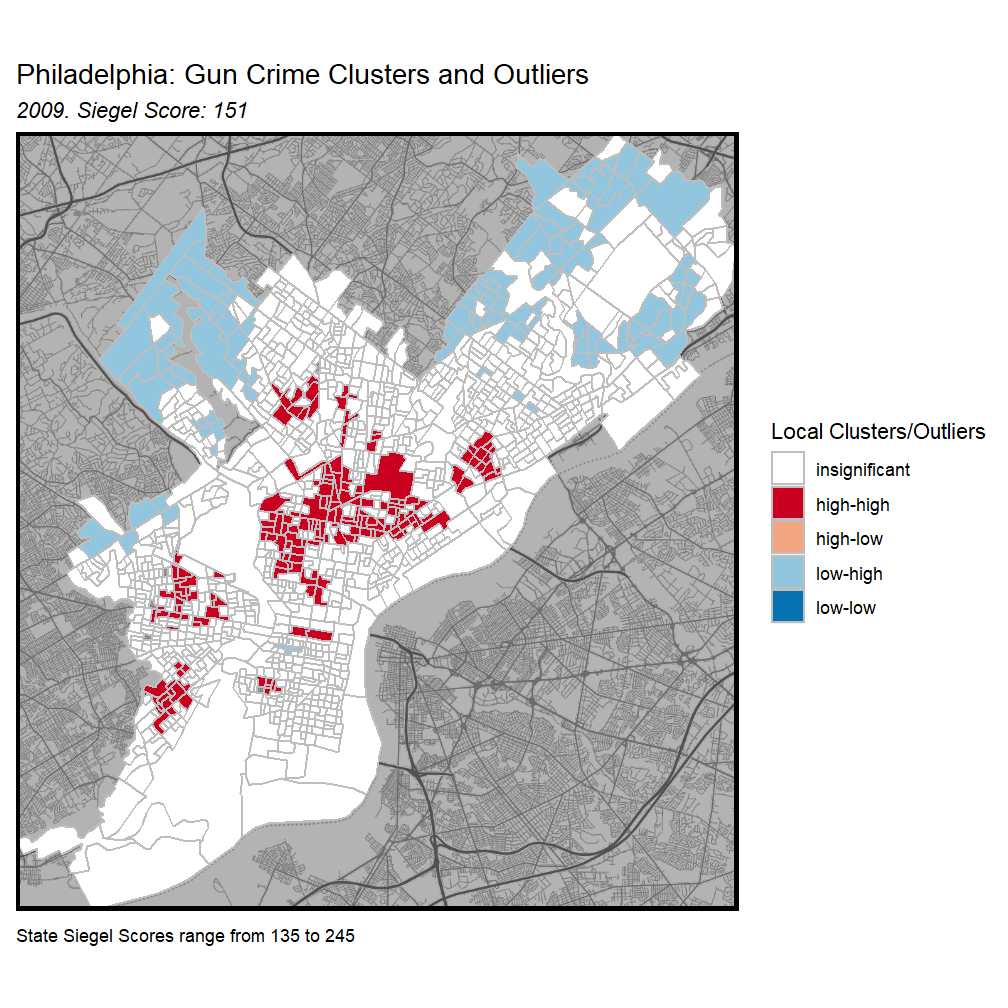 Philadelphia: Gun Crime Clusters and Outliers
2009. Siegel Score: 151
Local Clusters/Outliers
insignificant
high-high
high-low
low-high
low-low
State Siegel Scores range from 135 to 245